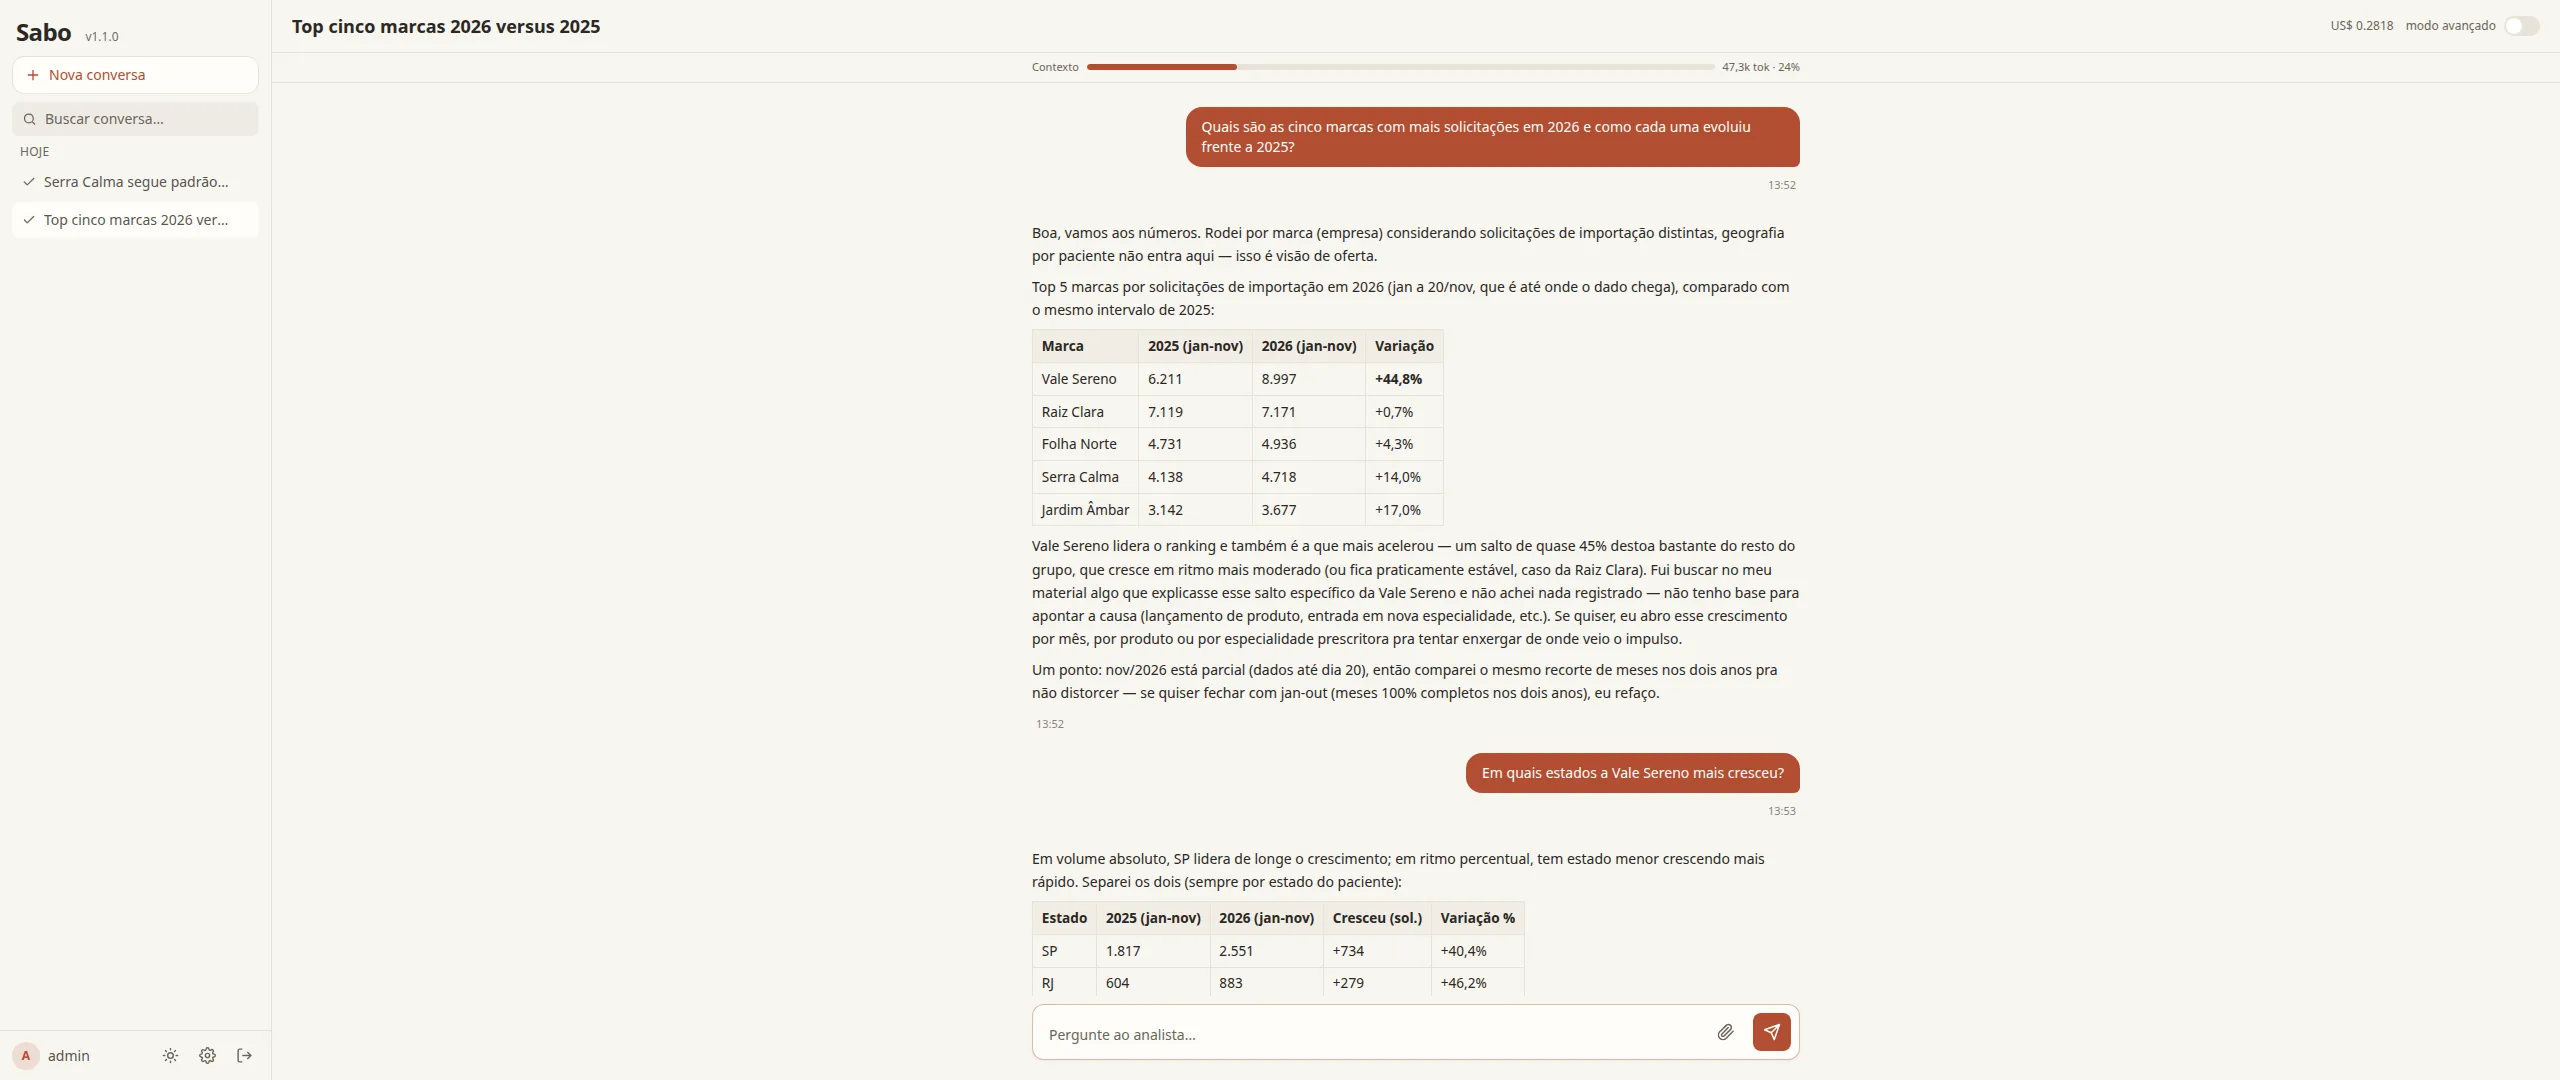 Sabo v1.1.0
Nova conversa
Buscar conversa...
HOJE
Serra Calma segue padrão...
Top cinco marcas 2026 ver...
A admin
Top cinco marcas 2026 versus 2025
US$ 0.2818 modo avançado
Contexto 47,3k tok · 24%
Quais são as cinco marcas com mais solicitações em 2026 e como cada uma evoluiu
frente a 2025?
13:52
Boa, vamos aos números. Rodei por marca (empresa) considerando solicitações de importação distintas, geografia
por paciente não entra aqui — isso é visão de oferta.
Top 5 marcas por solicitações de importação em 2026 (jan a 20/nov, que é até onde o dado chega), comparado com
o mesmo intervalo de 2025:
Marca 2025 (jan-nov) 2026 (jan-nov) Variação
Vale Sereno 6.211 8.997 +44,8%
Raiz Clara 7.119 7.171 +0,7%
Folha Norte 4.731 4.936 +4,3%
Serra Calma 4.138 4.718 +14,0%
Jardim Âmbar 3.142 3.677 +17,0%
Vale Sereno lidera o ranking e também é a que mais acelerou — um salto de quase 45% destoa bastante do resto do
grupo, que cresce em ritmo mais moderado (ou fica praticamente estável, caso da Raiz Clara). Fui buscar no meu
material algo que explicasse esse salto específico da Vale Sereno e não achei nada registrado — não tenho base para
apontar a causa (lançamento de produto, entrada em nova especialidade, etc.). Se quiser, eu abro esse crescimento
por mês, por produto ou por especialidade prescritora pra tentar enxergar de onde veio o impulso.
Um ponto: nov/2026 está parcial (dados até dia 20), então comparei o mesmo recorte de meses nos dois anos pra
não distorcer — se quiser fechar com jan-out (meses 100% completos nos dois anos), eu refaço.
13:52
Em quais estados a Vale Sereno mais cresceu?
13:53
Em volume absoluto, SP lidera de longe o crescimento; em ritmo percentual, tem estado menor crescendo mais
rápido. Separei os dois (sempre por estado do paciente):
Estado 2025 (jan-nov) 2026 (jan-nov) Cresceu (sol.) Variação %
SP 1.817 2.551 +734 +40,4%
RJ 604 883 +279 +46,2%
Pergunte ao analista...